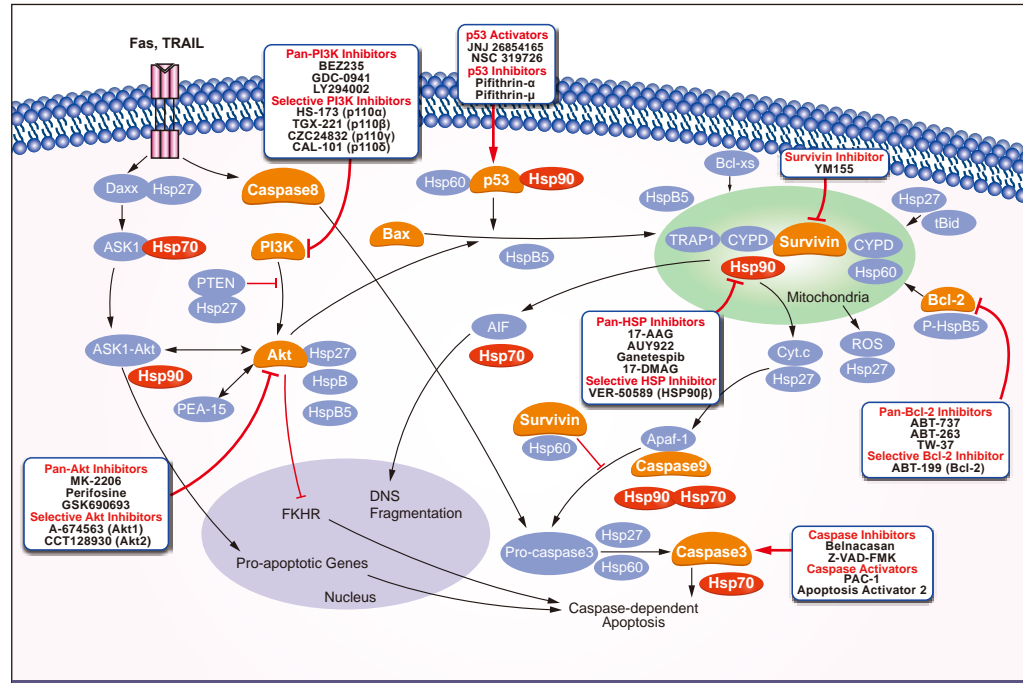 Fas, TRAIL
Pan-PI3K Inhibitors
BEZ235
GDC-0941
LY294002
Selective PI3K Inhibitors
HS-173 (p110α)
TGX-221 (p110β)
CZC24832 (p110γ)
CAL-101 (p110δ)
p53 Activators
JNJ 26854165
NSC 319726
p53 Inhibitors
Pifithrin-α
Pifithrin-μ
Survivin Inhibitor
YM155
Daxx
Hsp27
Caspase8
Hsp60
p53
Hsp90
Bcl-xs
HspB5
Hsp27
tBid
ASK1
Hsp70
PI3K
Bax
HspB5
TRAP1
CYPD
Survivin
CYPD
Hsp60
Hsp90
Mitochondria
PTEN
Hsp27
Bcl-2
P-HspB5
AIF
Hsp70
Pan-HSP Inhibitors
17-AAG
AUY922
Ganetespib
17-DMAG
Selective HSP Inhibitor
VER-50589 (HSP90β)
Cyt.c
Hsp27
ROS
Hsp27
ASK1-Akt
Hsp90
Akt
Hsp27
HspB
HspB5
PEA-15
Survivin
Hsp60
Apaf-1
Caspase9
Hsp90
Hsp70
Pan-Bcl-2 Inhibitors
ABT-737
ABT-263
TW-37
Selective Bcl-2 Inhibitor
ABT-199 (Bcl-2)
Pan-Akt Inhibitors
MK-2206
Perifosine
GSK690693
Selective Akt Inhibitors
A-674563 (Akt1)
CCT128930 (Akt2)
FKHR
DNS
Fragmentation
Pro-apoptotic Genes
Nucleus
Pro-caspase3
Hsp27
Hsp60
Caspase3
Hsp70
Caspase Inhibitors
Belnacasan
Z-VAD-FMK
Caspase Activators
PAC-1
Apoptosis Activator 2
Caspase-dependent
Apoptosis